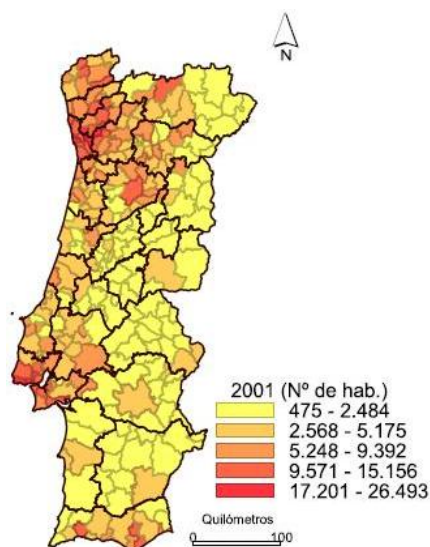 N
2001 (Nº de hab.)
475 - 2.484
2.568 - 5.175
5.248 - 9.392
9.571 - 15.156
17.201 - 26.493
Quilómetros
0 100